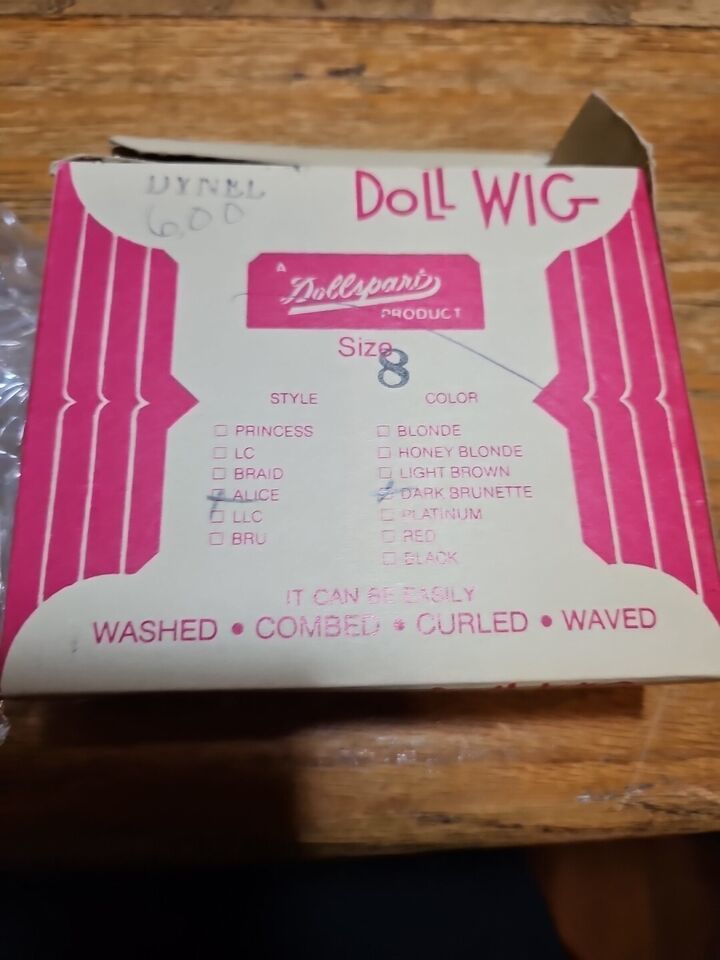 DYNEL
6,00
DOLL WIG
A
Dollspart
PRODUCT
Size
8
STYLE
PRINCESS
LC
BRAID
ALICE
LLC
BRU
COLOR
BLONDE
HONEY BLONDE
LIGHT BROWN
DARK BRUNETTE
PLATINUM
RED
BLACK
IT CAN BE EASILY
WASHED • COMBED • CURLED • WAVED